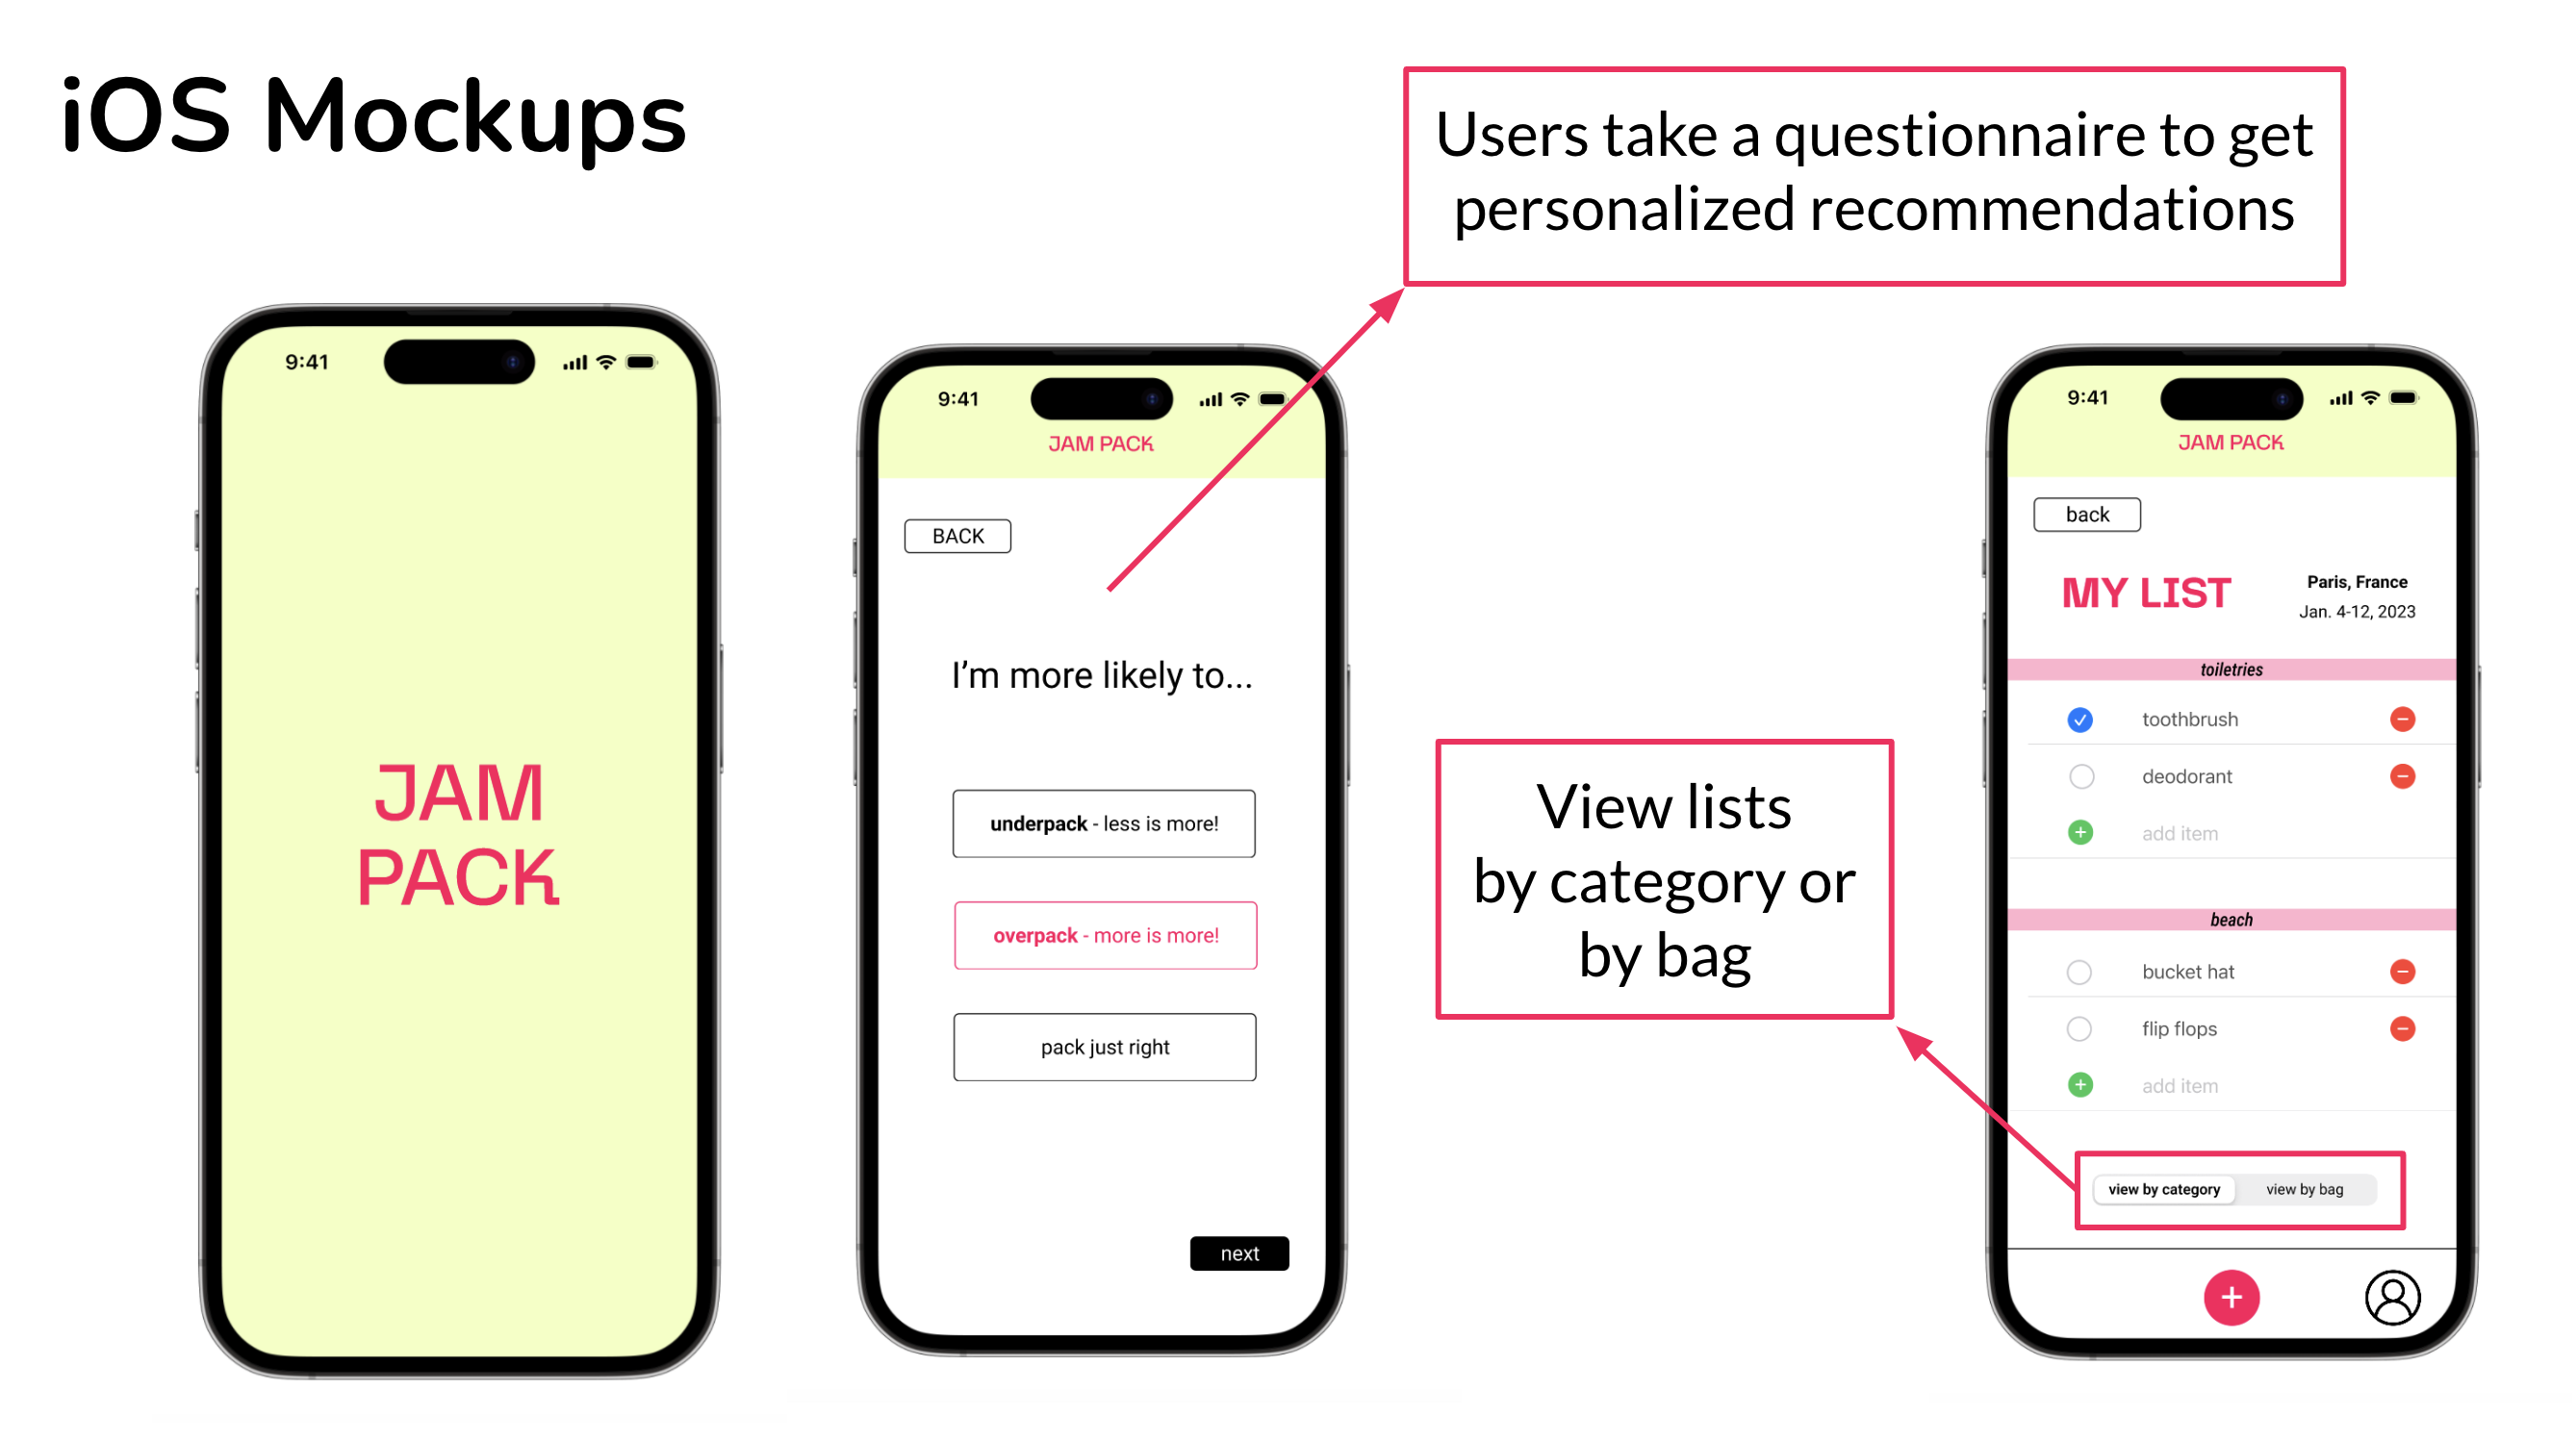 iOS Mockups
Users take a questionnaire to get
personalized recommendations
9:41
JAM
PACK
9:41
JAM PACK
BACK
I'm more likely to...
underpack - less is more!
overpack - more is more!
pack just right
next
View lists
by category or
by bag
9:41
JAM PACK
back
MY LIST
Paris, France
Jan. 4-12, 2023
toiletries
toothbrush
deodorant
add item
beach
bucket hat
flip flops
add item
view by category
view by bag